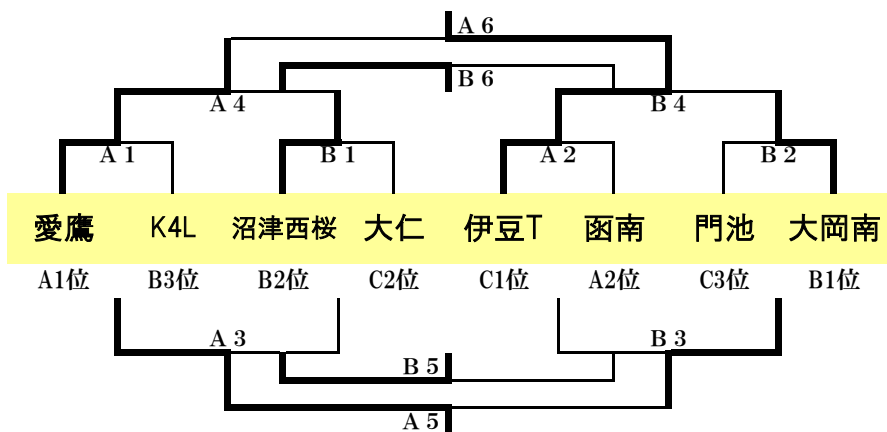 A 6
B 6
A 4
B 4
A 1
B 1
A 2
B 2
愛鷹 K4L 沼津西桜 大仁 伊豆T 函南 門池 大岡南
A1位 B3位 B2位 C2位 C1位 A2位 C3位 B1位
A 3
B 3
B 5
A 5